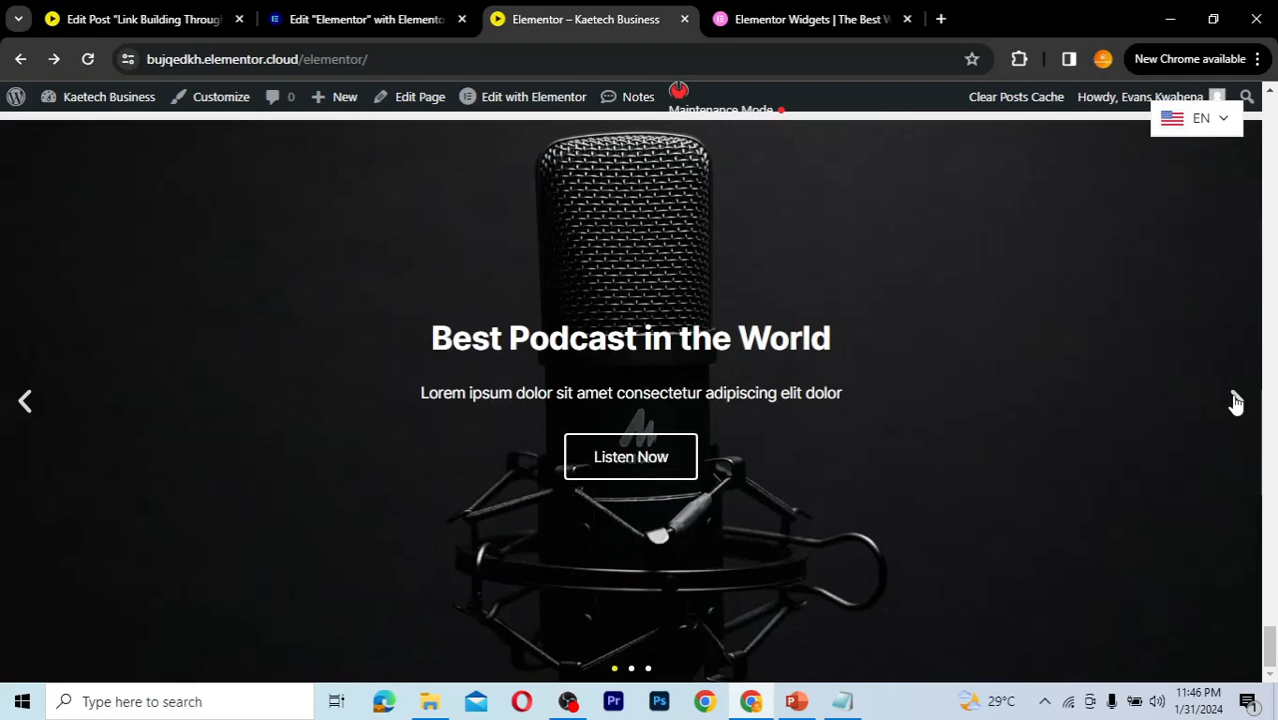 Edit Post "Link Building Throug
Edit "Elementor" with Elemento
Elementor – Kaetech Business
Elementor Widgets | The Best W
bujqedkh.elementor.cloud/elementor/
New Chrome available
Kaetech Business
Customize
0
New
Edit Page
Edit with Elementor
Notes
Maintenance Mode
Clear Posts Cache
Howdy, Evans Kwabena
EN
Best Podcast in the World
Lorem ipsum dolor sit amet consectetur adipiscing elit dolor
Listen Now
Type here to search
Pr
Ps
29°C
11:46 PM
1/31/2024
1